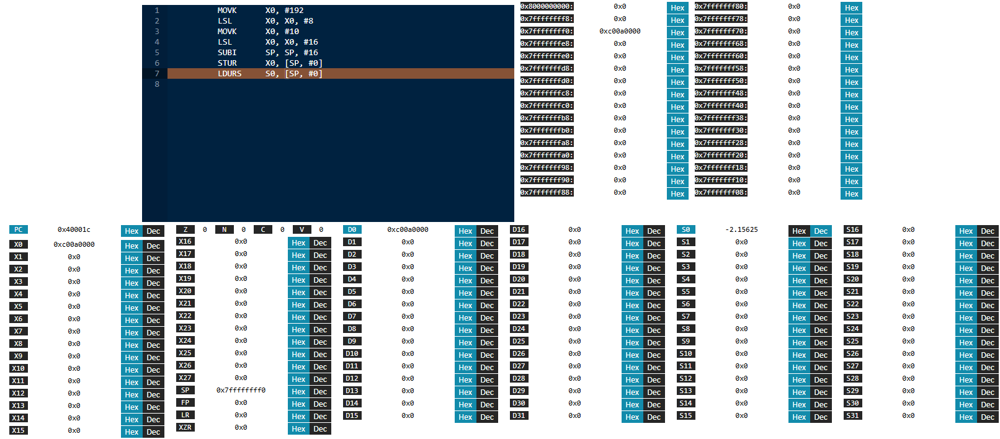 1 MOVK X0, #192
2 LSL X0, X0, #8
3 MOVK X0, #10
4 LSL X0, X0, #16
5 SUBI SP, SP, #16
6 STUR X0, [SP, #0]
7 LDURS S0, [SP, #0]
8
0x8000000000: 0x0 Hex 0x7fffffff80: 0x0 Hex
0x7ffffffff8: 0x0 Hex 0x7fffffff78: 0x0 Hex
0x7ffffffff0: 0xc00a0000 Hex 0x7fffffff70: 0x0 Hex
0x7fffffffe8: 0x0 Hex 0x7fffffff68: 0x0 Hex
0x7fffffffe0: 0x0 Hex 0x7fffffff60: 0x0 Hex
0x7fffffffd8: 0x0 Hex 0x7fffffff58: 0x0 Hex
0x7fffffffd0: 0x0 Hex 0x7fffffff50: 0x0 Hex
0x7fffffffc8: 0x0 Hex 0x7fffffff48: 0x0 Hex
0x7fffffffc0: 0x0 Hex 0x7fffffff40: 0x0 Hex
0x7fffffffb8: 0x0 Hex 0x7fffffff38: 0x0 Hex
0x7fffffffb0: 0x0 Hex 0x7fffffff30: 0x0 Hex
0x7fffffffa8: 0x0 Hex 0x7fffffff28: 0x0 Hex
0x7fffffffa0: 0x0 Hex 0x7fffffff20: 0x0 Hex
0x7fffffff98: 0x0 Hex 0x7fffffff18: 0x0 Hex
0x7fffffff90: 0x0 Hex 0x7fffffff10: 0x0 Hex
0x7fffffff88: 0x0 Hex 0x7fffffff08: 0x0 Hex
PC 0x40001c Hex Dec Z 0 N 0 C 0 V 0 D0 0xc00a0000 Hex Dec D16 0x0 Hex Dec S0 -2.15625 Hex Dec S16 0x0 Hex Dec
X0 0xc00a0000 Hex Dec X16 0x0 Hex Dec D1 0x0 Hex Dec D17 0x0 Hex Dec S1 0x0 Hex Dec S17 0x0 Hex Dec
X1 0x0 Hex Dec X17 0x0 Hex Dec D2 0x0 Hex Dec D18 0x0 Hex Dec S2 0x0 Hex Dec S18 0x0 Hex Dec
X2 0x0 Hex Dec X18 0x0 Hex Dec D3 0x0 Hex Dec D19 0x0 Hex Dec S3 0x0 Hex Dec S19 0x0 Hex Dec
X3 0x0 Hex Dec X19 0x0 Hex Dec D4 0x0 Hex Dec D20 0x0 Hex Dec S4 0x0 Hex Dec S20 0x0 Hex Dec
X4 0x0 Hex Dec X20 0x0 Hex Dec D5 0x0 Hex Dec D21 0x0 Hex Dec S5 0x0 Hex Dec S21 0x0 Hex Dec
X5 0x0 Hex Dec X21 0x0 Hex Dec D6 0x0 Hex Dec D22 0x0 Hex Dec S6 0x0 Hex Dec S22 0x0 Hex Dec
X6 0x0 Hex Dec X22 0x0 Hex Dec D7 0x0 Hex Dec D23 0x0 Hex Dec S7 0x0 Hex Dec S23 0x0 Hex Dec
X7 0x0 Hex Dec X23 0x0 Hex Dec D8 0x0 Hex Dec D24 0x0 Hex Dec S8 0x0 Hex Dec S24 0x0 Hex Dec
X8 0x0 Hex Dec X24 0x0 Hex Dec D9 0x0 Hex Dec D25 0x0 Hex Dec S9 0x0 Hex Dec S25 0x0 Hex Dec
X9 0x0 Hex Dec X25 0x0 Hex Dec D10 0x0 Hex Dec D26 0x0 Hex Dec S10 0x0 Hex Dec S26 0x0 Hex Dec
X10 0x0 Hex Dec X26 0x0 Hex Dec D11 0x0 Hex Dec D27 0x0 Hex Dec S11 0x0 Hex Dec S27 0x0 Hex Dec
X11 0x0 Hex Dec X27 0x0 Hex Dec D12 0x0 Hex Dec D28 0x0 Hex Dec S12 0x0 Hex Dec S28 0x0 Hex Dec
X12 0x0 Hex Dec SP 0x7ffffffff0 Hex Dec D13 0x0 Hex Dec D29 0x0 Hex Dec S13 0x0 Hex Dec S29 0x0 Hex Dec
X13 0x0 Hex Dec FP 0x0 Hex Dec D14 0x0 Hex Dec D30 0x0 Hex Dec S14 0x0 Hex Dec S30 0x0 Hex Dec
X14 0x0 Hex Dec LR 0x0 Hex Dec D15 0x0 Hex Dec D31 0x0 Hex Dec S15 0x0 Hex Dec S31 0x0 Hex Dec
X15 0x0 Hex Dec XZR 0x0 Hex Dec